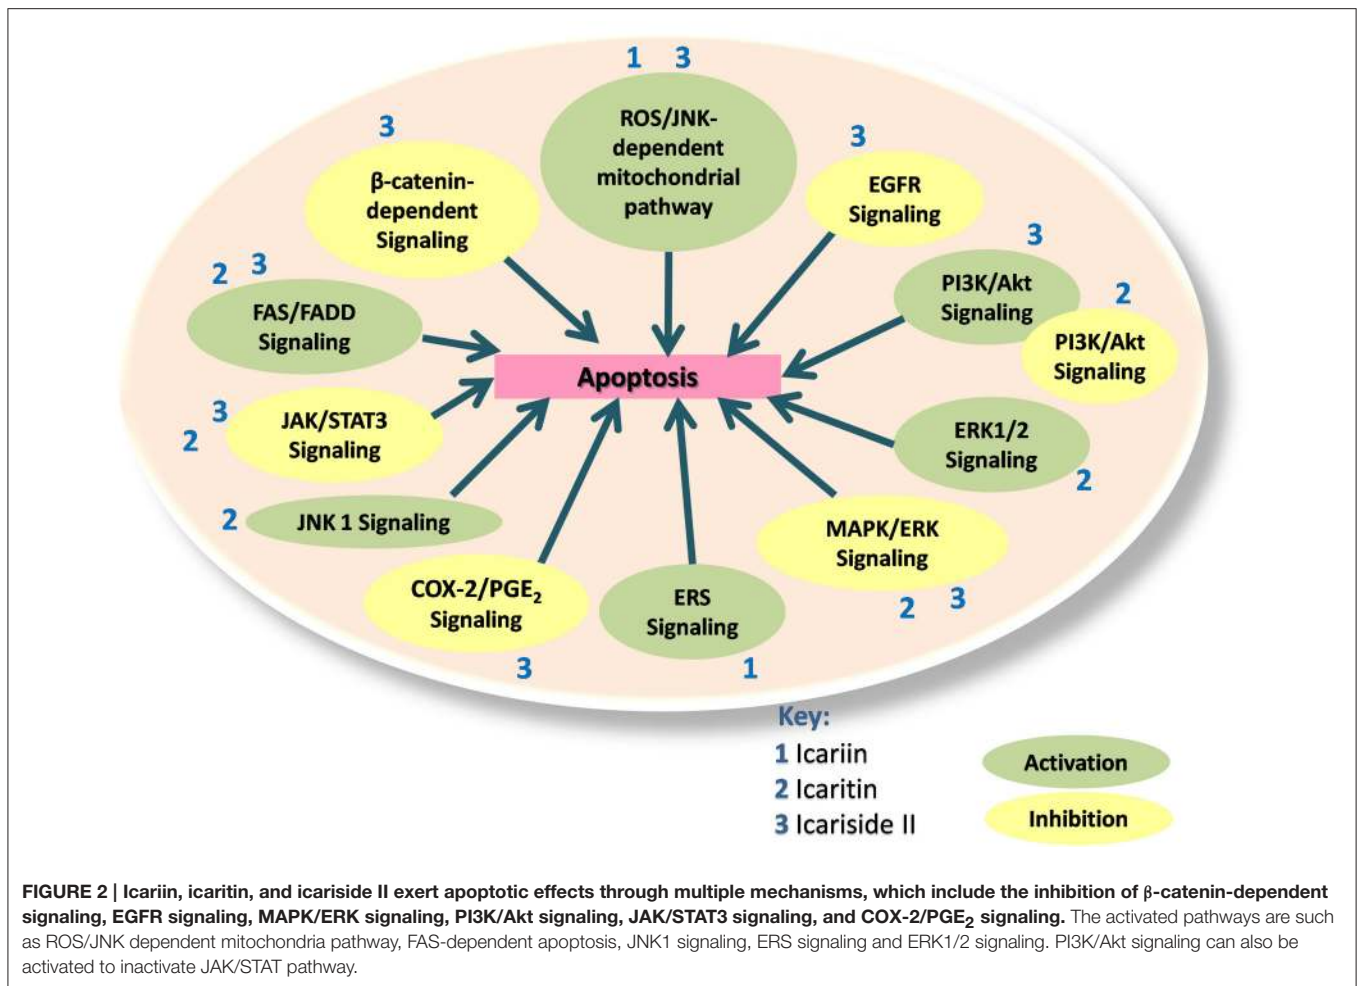 1 3
ROS/JNK-
dependent
mitochondrial
pathway
3
β-catenin-
dependent
Signaling
3
EGFR
Signaling
2 3
FAS/FADD
Signaling
3
PI3K/Akt
Signaling
2
PI3K/Akt
Signaling
Apoptosis
3
2
JAK/STAT3
Signaling
ERK1/2
Signaling
2
2
JNK 1 Signaling
MAPK/ERK
Signaling
2 3
COX-2/PGE₂
Signaling
3
ERS
Signaling
1
Key:
1 Icariin
2 Icaritin
3 Icariside II
Activation
Inhibition
FIGURE 2 | Icariin, icaritin, and icariside II exert apoptotic effects through multiple mechanisms, which include the inhibition of β-catenin-dependent
signaling, EGFR signaling, MAPK/ERK signaling, PI3K/Akt signaling, JAK/STAT3 signaling, and COX-2/PGE₂ signaling. The activated pathways are such
as ROS/JNK dependent mitochondria pathway, FAS-dependent apoptosis, JNK1 signaling, ERS signaling and ERK1/2 signaling. PI3K/Akt signaling can also be
activated to inactivate JAK/STAT pathway.